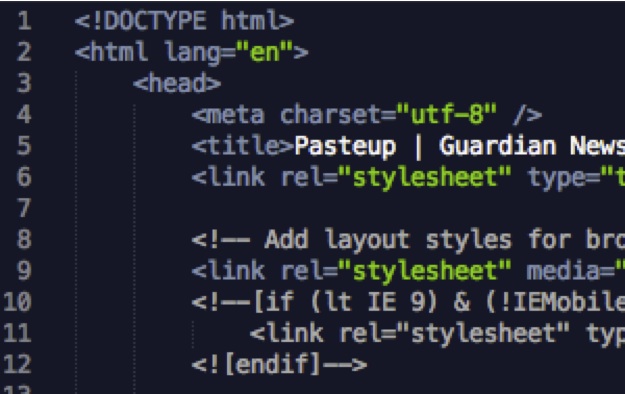 1 <!DOCTYPE html>
2 <html lang="en">
3 <head>
4 <meta charset="utf-8" />
5 <title>Pasteup | Guardian News
6 <link rel="stylesheet" type="t
7
8 <!-- Add layout styles for bro
9 <link rel="stylesheet" media="
10 <!--[if (lt IE 9) & (!IEMobile
11 <link rel="stylesheet" typ
12 <![endif]-->
13